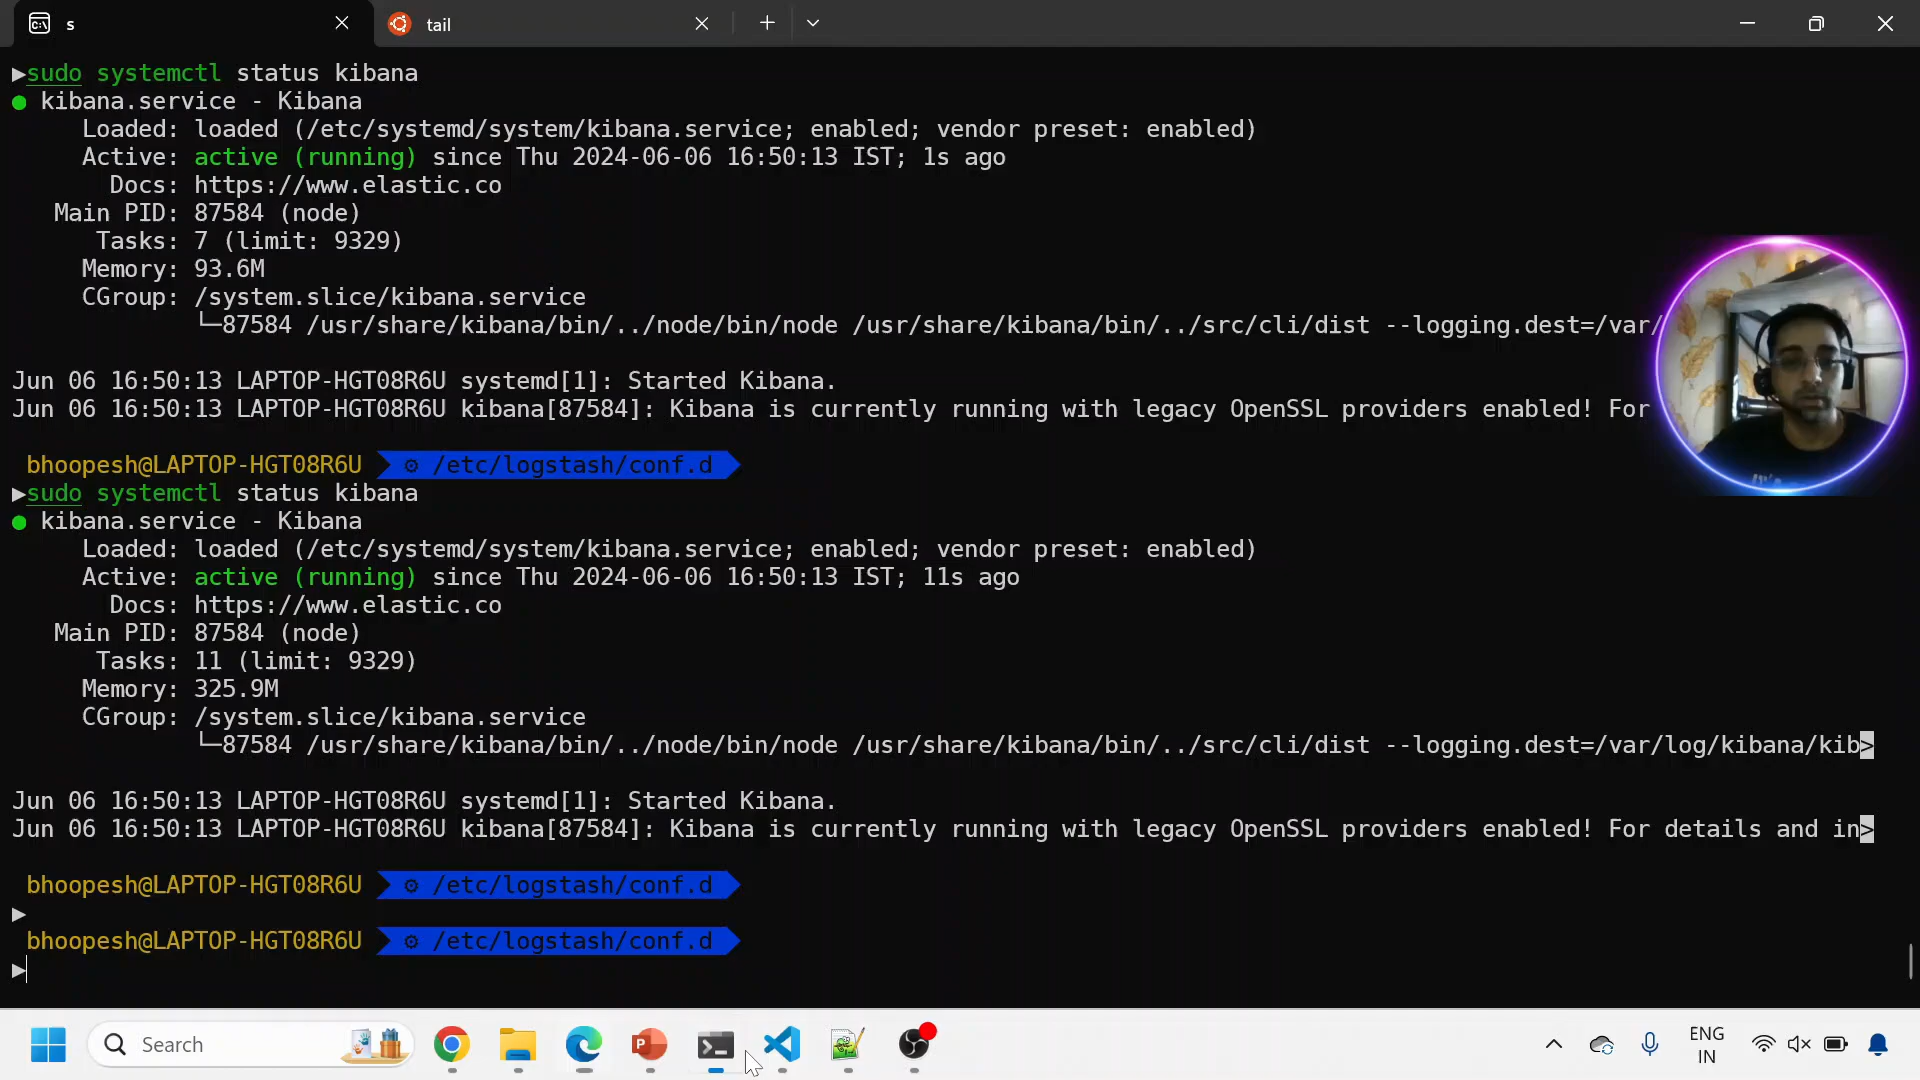 s
tail
▶sudo systemctl status kibana
● kibana.service - Kibana
Loaded: loaded (/etc/systemd/system/kibana.service; enabled; vendor preset: enabled)
Active: active (running) since Thu 2024-06-06 16:50:13 IST; 1s ago
Docs: https://www.elastic.co
Main PID: 87584 (node)
Tasks: 7 (limit: 9329)
Memory: 93.6M
CGroup: /system.slice/kibana.service
└─87584 /usr/share/kibana/bin/../node/bin/node /usr/share/kibana/bin/../src/cli/dist --logging.dest=/var/
Jun 06 16:50:13 LAPTOP-HGT08R6U systemd[1]: Started Kibana.
Jun 06 16:50:13 LAPTOP-HGT08R6U kibana[87584]: Kibana is currently running with legacy OpenSSL providers enabled! For
bhoopesh@LAPTOP-HGT08R6U ⚙ /etc/logstash/conf.d
▶sudo systemctl status kibana
● kibana.service - Kibana
Loaded: loaded (/etc/systemd/system/kibana.service; enabled; vendor preset: enabled)
Active: active (running) since Thu 2024-06-06 16:50:13 IST; 11s ago
Docs: https://www.elastic.co
Main PID: 87584 (node)
Tasks: 11 (limit: 9329)
Memory: 325.9M
CGroup: /system.slice/kibana.service
└─87584 /usr/share/kibana/bin/../node/bin/node /usr/share/kibana/bin/../src/cli/dist --logging.dest=/var/log/kibana/kib>
Jun 06 16:50:13 LAPTOP-HGT08R6U systemd[1]: Started Kibana.
Jun 06 16:50:13 LAPTOP-HGT08R6U kibana[87584]: Kibana is currently running with legacy OpenSSL providers enabled! For details and in>
bhoopesh@LAPTOP-HGT08R6U ⚙ /etc/logstash/conf.d
▶
bhoopesh@LAPTOP-HGT08R6U ⚙ /etc/logstash/conf.d
▶
Search
ENG
IN